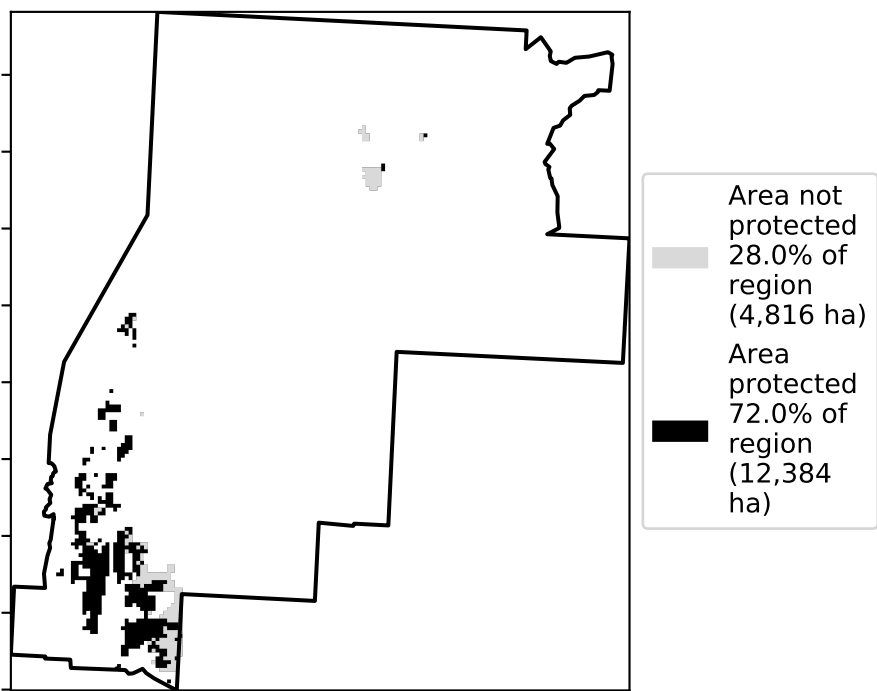 Area not
protected
28.0% of
region
(4,816 ha)
Area
protected
72.0% of
region
(12,384
ha)